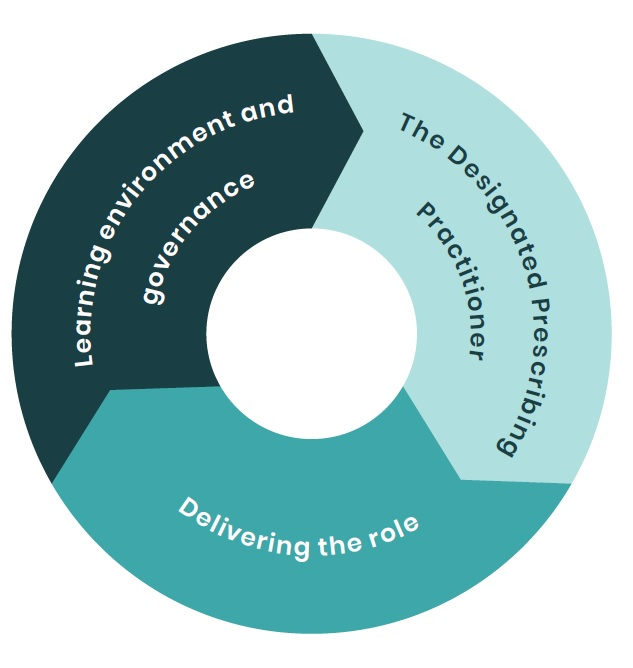 Learning environment and
governance
The Designated Prescribing
Practitioner
Delivering the role